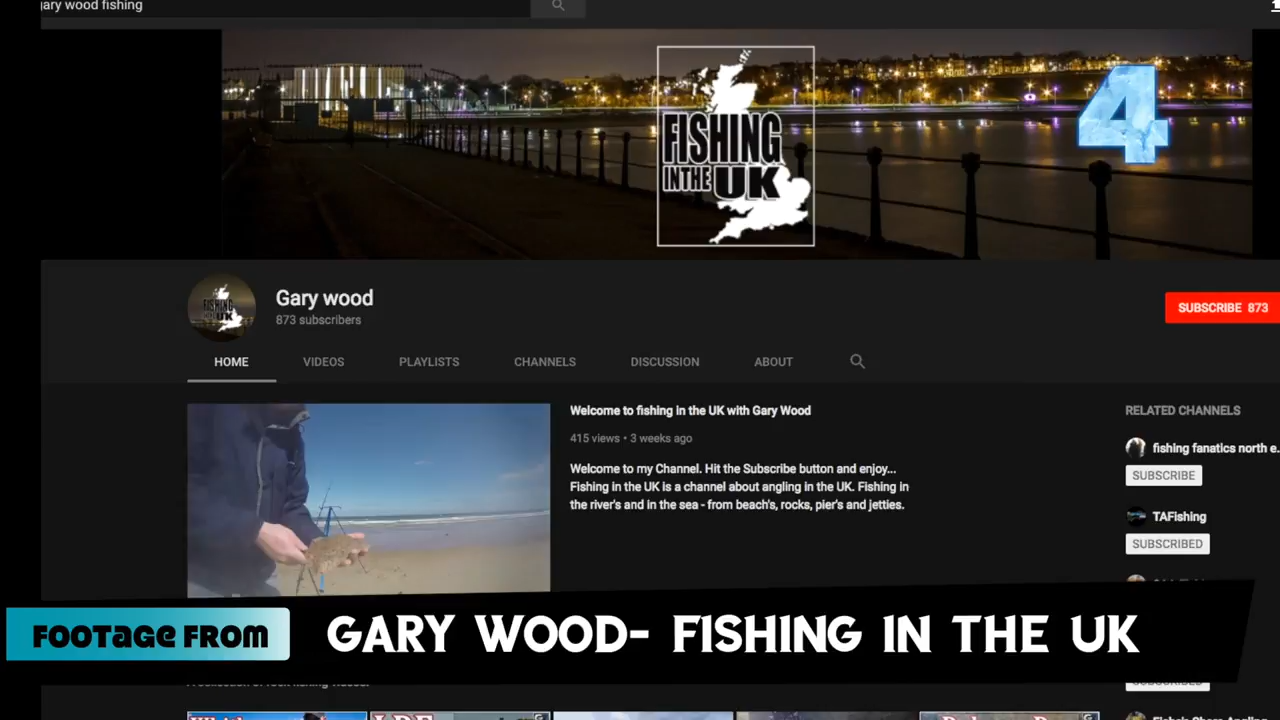 gary wood fishing
4
FISHING
IN THE UK
Gary wood
873 subscribers
SUBSCRIBE 873
HOME VIDEOS PLAYLISTS CHANNELS DISCUSSION ABOUT
Welcome to fishing in the UK with Gary Wood
415 views • 3 weeks ago
Welcome to my Channel. Hit the Subscribe button and enjoy...
Fishing in the UK is a channel about angling in the UK. Fishing in
the river's and in the sea - from beach's, rocks, pier's and jetties.
RELATED CHANNELS
fishing fanatics north e...
SUBSCRIBE
TAFishing
SUBSCRIBED
FOOTAGE FROM
GARY WOOD- FISHING IN THE UK
SUBSCRIBED